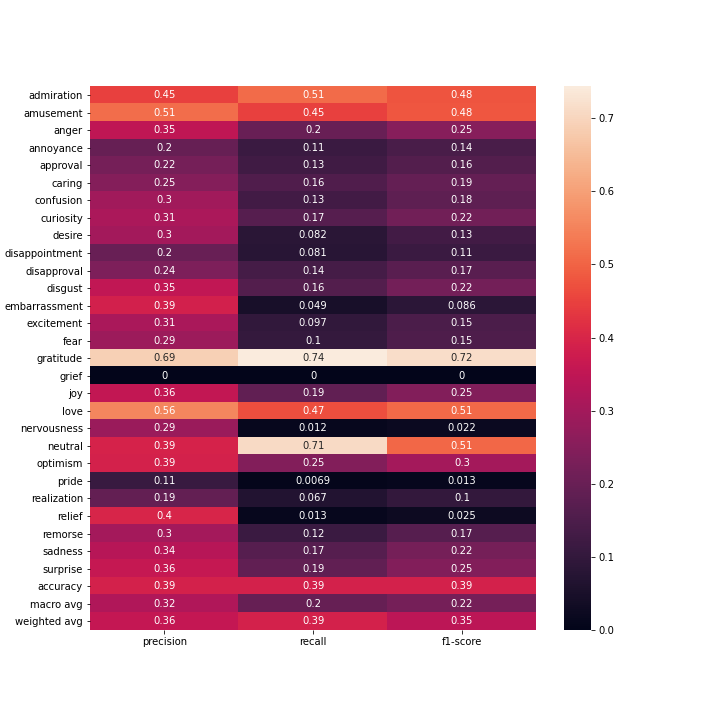 admiration 0.45 0.51 0.48
amusement 0.51 0.45 0.48
anger 0.35 0.2 0.25
annoyance 0.2 0.11 0.14
approval 0.22 0.13 0.16
caring 0.25 0.16 0.19
confusion 0.3 0.13 0.18
curiosity 0.31 0.17 0.22
desire 0.3 0.082 0.13
disappointment 0.2 0.081 0.11
disapproval 0.24 0.14 0.17
disgust 0.35 0.16 0.22
embarrassment 0.39 0.049 0.086
excitement 0.31 0.097 0.15
fear 0.29 0.1 0.15
gratitude 0.69 0.74 0.72
grief 0 0 0
joy 0.36 0.19 0.25
love 0.56 0.47 0.51
nervousness 0.29 0.012 0.022
neutral 0.39 0.71 0.51
optimism 0.39 0.25 0.3
pride 0.11 0.0069 0.013
realization 0.19 0.067 0.1
relief 0.4 0.013 0.025
remorse 0.3 0.12 0.17
sadness 0.34 0.17 0.22
surprise 0.36 0.19 0.25
accuracy 0.39 0.39 0.39
macro avg 0.32 0.2 0.22
weighted avg 0.36 0.39 0.35
precision recall f1-score
0.7
0.6
0.5
0.4
0.3
0.2
0.1
0.0